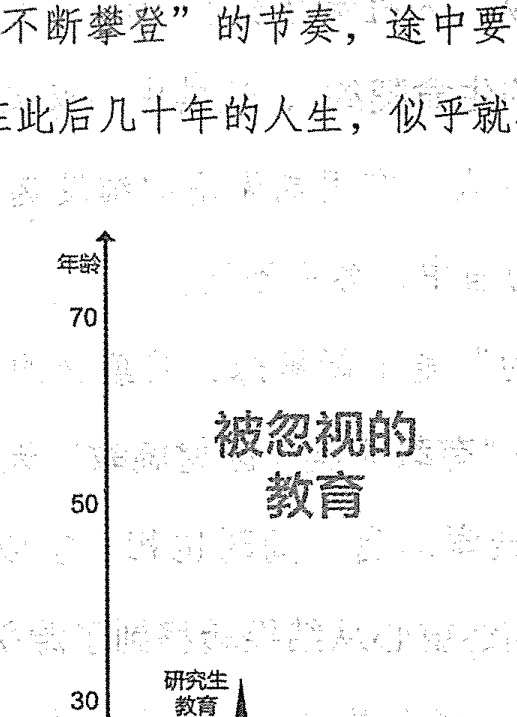 不断攀登”的节奏，途中要
此后几十年的人生，似乎就
年龄
70
被忽视的
教育
50
研究生
教育
30